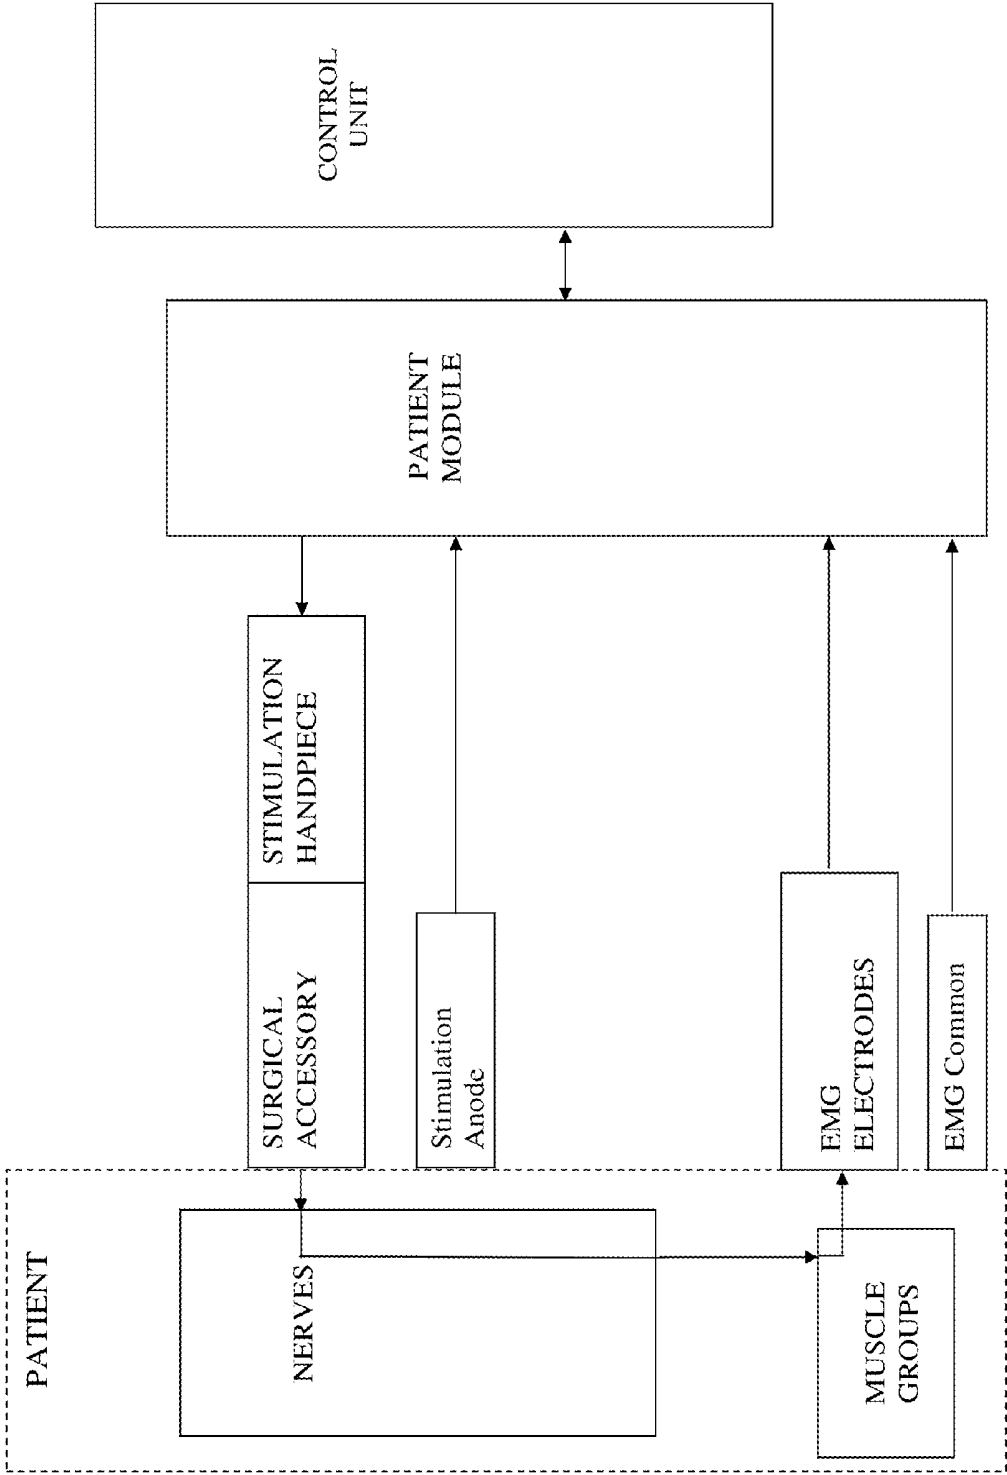 PATIENT
NERVES
MUSCLE
GROUPS
SURGICAL
ACCESSORY
STIMULATION
HANDPIECE
Stimulation
Anode
EMG
ELECTRODES
EMG Common
PATIENT
MODULE
CONTROL
UNIT